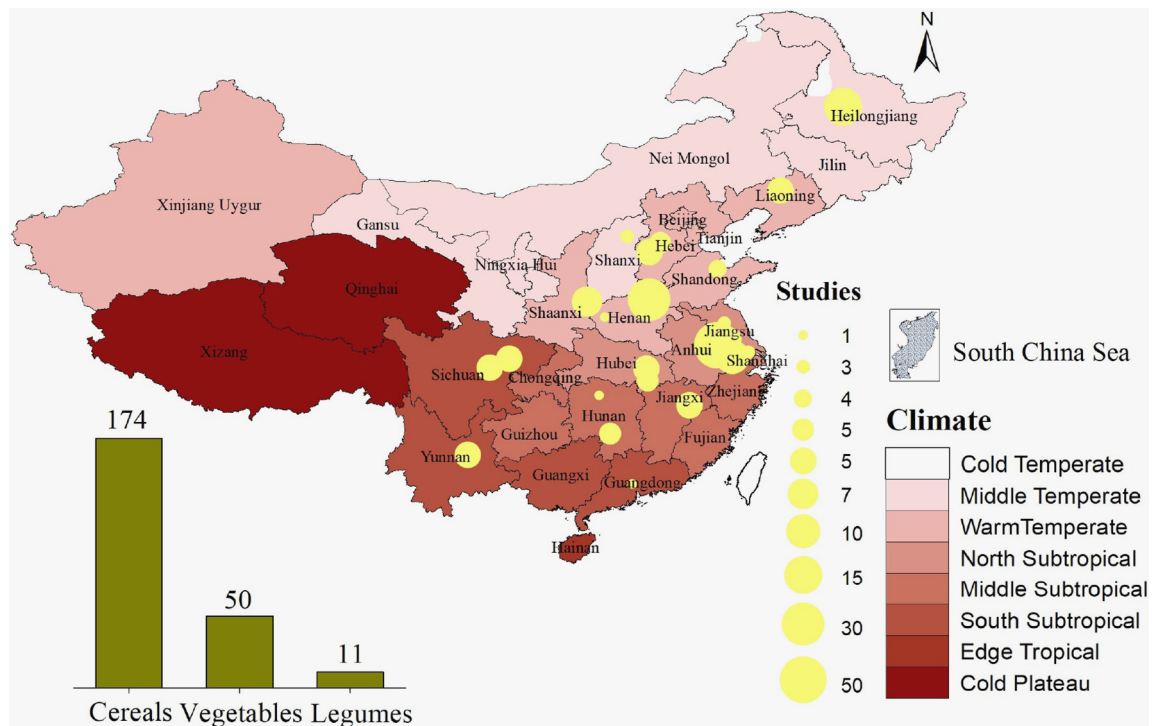 N
Heilongjiang
Nei Mongol
Jilin
Xinjiang Uygur
Liaoning
Gansu
Beijing
Hebei
Tianjin
Ningxia Hui
Shanxi
Shandong
Qinghai
Shaanxi
Henan
Jiangsu
Xizang
Anhui
Shanghai
Hubei
Sichuan
Chongqing
Zhejiang
Jiangxi
Hunan
Guizhou
Fujian
Yunnan
Guangxi
Guangdong
Hainan
Studies
1
3
4
5
5
7
10
15
30
50
South China Sea
Climate
Cold Temperate
Middle Temperate
WarmTemperate
North Subtropical
Middle Subtropical
South Subtropical
Edge Tropical
Cold Plateau
174
50
11
Cereals Vegetables Legumes